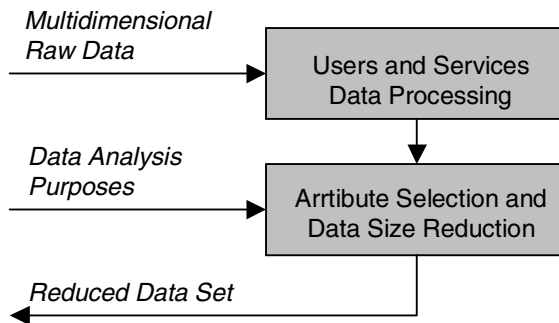 Multidimensional
Raw Data
Users and Services
Data Processing
Data Analysis
Purposes
Arrtibute Selection and
Data Size Reduction
Reduced Data Set